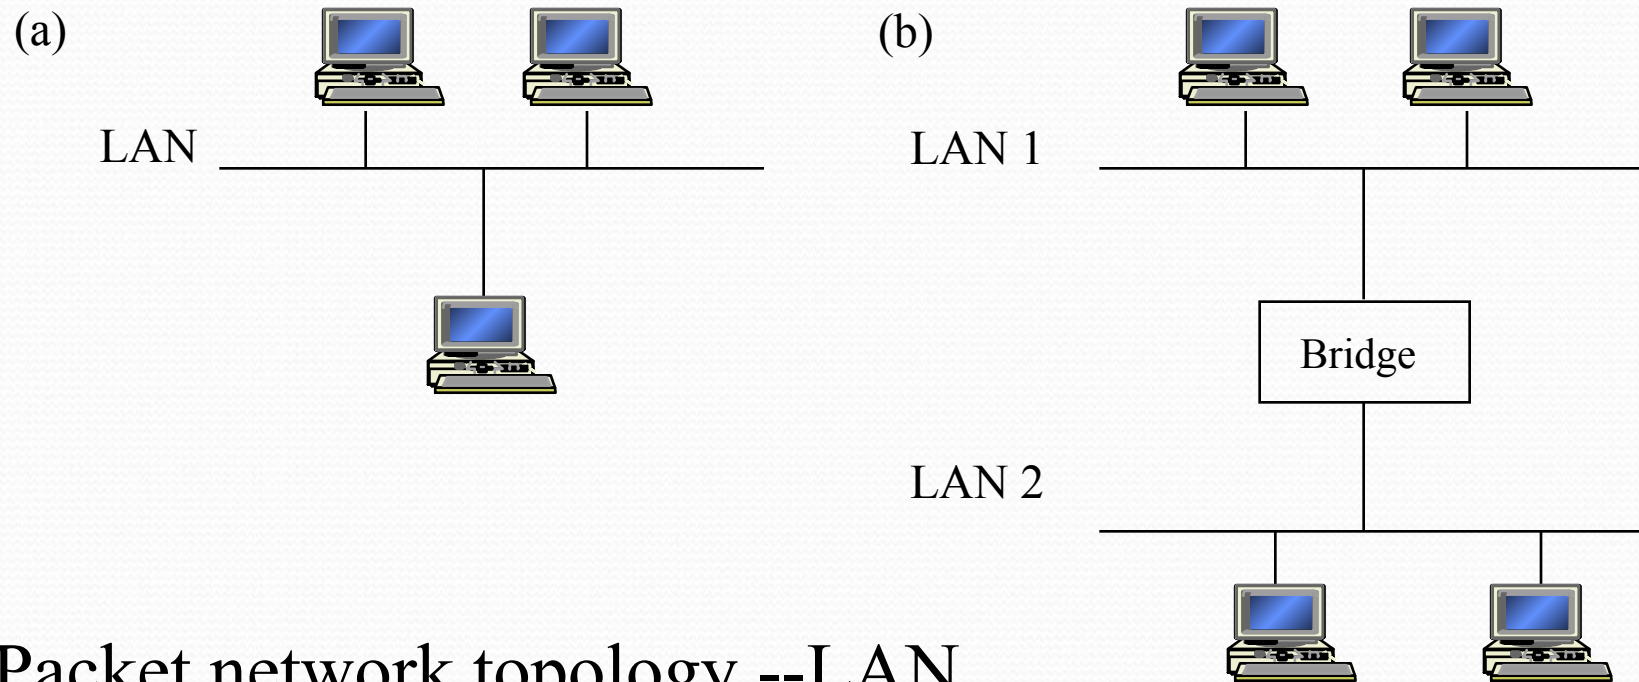 (a)
LAN
(b)
LAN 1
Bridge
LAN 2
Packet network topology --LAN